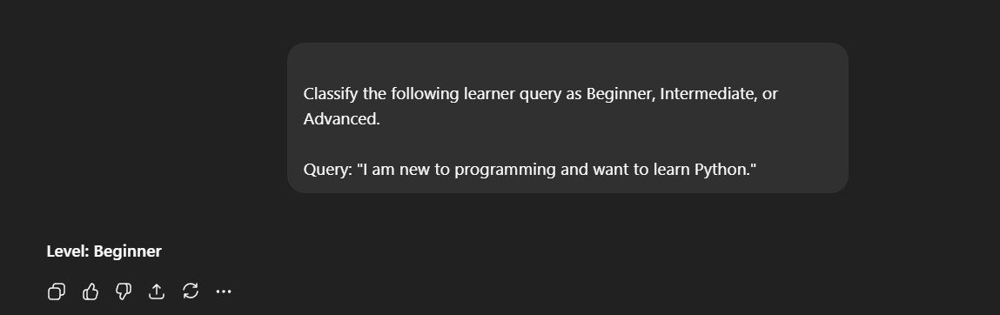 Classify the following learner query as Beginner, Intermediate, or
Advanced.
Query: "I am new to programming and want to learn Python."
Level: Beginner